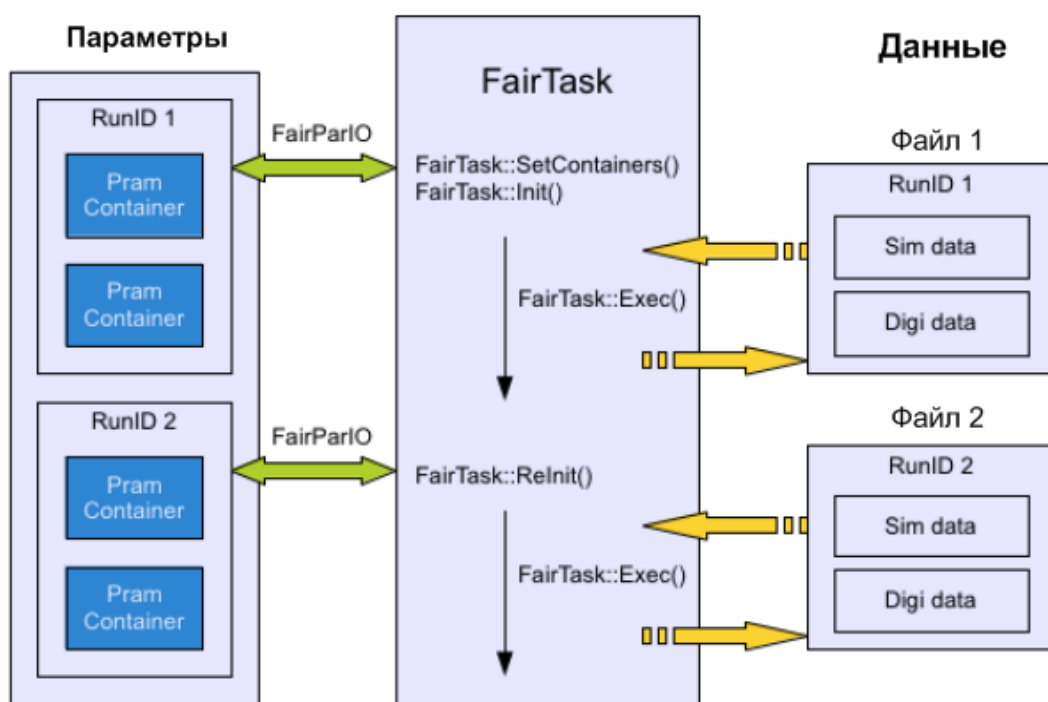 Параметры
RunID 1
Pram
Container
Pram
Container
RunID 2
Pram
Container
Pram
Container
FairParIO
FairParIO
FairTask
FairTask::SetContainers()
FairTask::Init()
FairTask::Exec()
FairTask::ReInit()
FairTask::Exec()
Данные
Файл 1
RunID 1
Sim data
Digi data
Файл 2
RunID 2
Sim data
Digi data